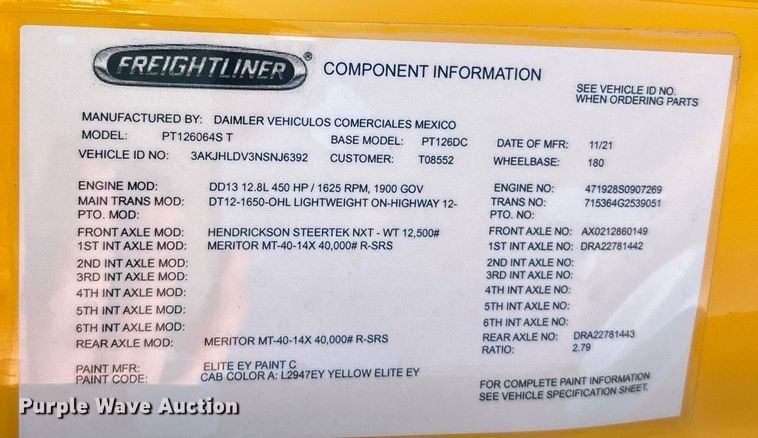 FREIGHTLINER ® COMPONENT INFORMATION
SEE VEHICLE ID NO.
WHEN ORDERING PARTS
MANUFACTURED BY: DAIMLER VEHICULOS COMERCIALES MEXICO
MODEL: PT126064S T BASE MODEL: PT126DC DATE OF MFR: 11/21
VEHICLE ID NO: 3AKJHLDV3NSNJ6392 CUSTOMER: T08552 WHEELBASE: 180
ENGINE MOD: DD13 12.8L 450 HP / 1625 RPM, 1900 GOV ENGINE NO: 471928S0907269
MAIN TRANS MOD: DT12-1650-OHL LIGHTWEIGHT ON-HIGHWAY 12- TRANS NO: 715364G2539051
PTO. MOD: PTO. NO:
FRONT AXLE MOD: HENDRICKSON STEERTEK NXT - WT 12,500# FRONT AXLE NO: AX0212860149
1ST INT AXLE MOD: MERITOR MT-40-14X 40,000# R-SRS 1ST INT AXLE NO: DRA22781442
2ND INT AXLE MOD: 2ND INT AXLE NO:
3RD INT AXLE MOD: 3RD INT AXLE NO:
4TH INT AXLE MOD: 4TH INT AXLE NO:
5TH INT AXLE MOD: 5TH INT AXLE NO:
6TH INT AXLE MOD: 6TH INT AXLE NO:
REAR AXLE MOD: MERITOR MT-40-14X 40,000# R-SRS REAR AXLE NO: DRA22781443
RATIO: 2.79
PAINT MFR: ELITE EY PAINT C
PAINT CODE: CAB COLOR A: L2947EY YELLOW ELITE EY
FOR COMPLETE PAINT INFORMATION
SEE VEHICLE SPECIFICATION SHEET.
Purple Wave Auction